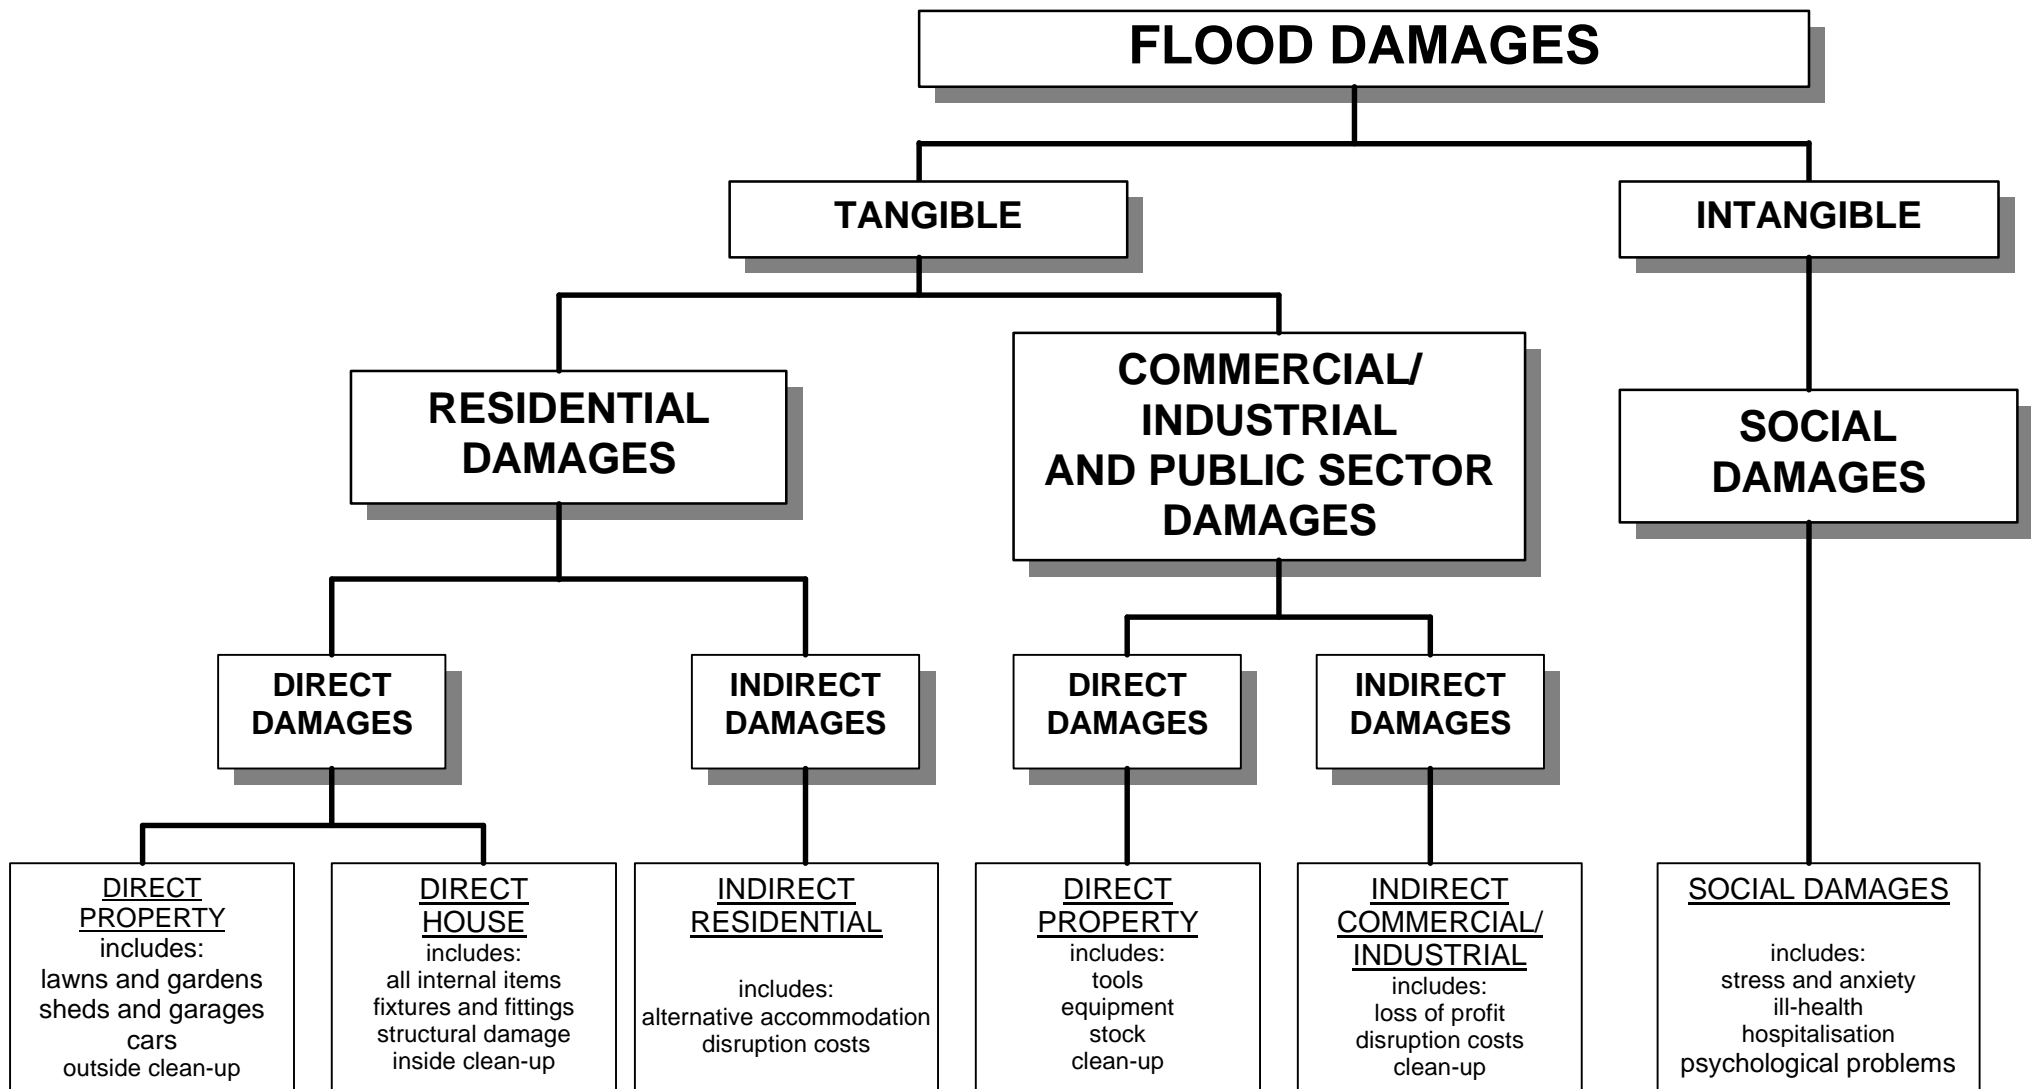 FLOOD DAMAGES
TANGIBLE
INTANGIBLE
RESIDENTIAL
DAMAGES
COMMERCIAL/
INDUSTRIAL
AND PUBLIC SECTOR
DAMAGES
SOCIAL
DAMAGES
DIRECT
DAMAGES
INDIRECT
DAMAGES
DIRECT
DAMAGES
INDIRECT
DAMAGES
DIRECT
PROPERTY
includes:
lawns and gardens
sheds and garages
cars
outside clean-up
DIRECT
HOUSE
includes:
all internal items
fixtures and fittings
structural damage
inside clean-up
INDIRECT
RESIDENTIAL
includes:
alternative accommodation
disruption costs
DIRECT
PROPERTY
includes:
tools
equipment
stock
clean-up
INDIRECT
COMMERCIAL/
INDUSTRIAL
includes:
loss of profit
disruption costs
clean-up
SOCIAL DAMAGES
includes:
stress and anxiety
ill-health
hospitalisation
psychological problems